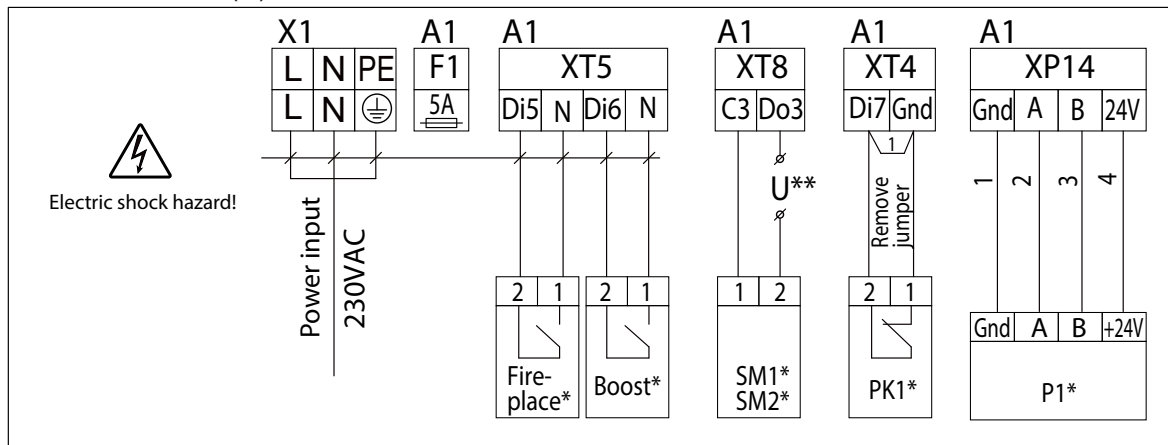 X1 A1 A1 A1 A1 A1
L N PE F1 XT5 XT8 XT4 XP14
L N 5A Di5 N Di6 N C3 Do3 Di7 Gnd Gnd A B 24V
1
Electric shock hazard!
Power input
230VAC
U**
Remove
jumper
1 2 3 4
2 1 2 1 1 2 2 1
Gnd A B +24V
Fire-
place*
Boost*
SM1*
SM2*
PK1*
P1*